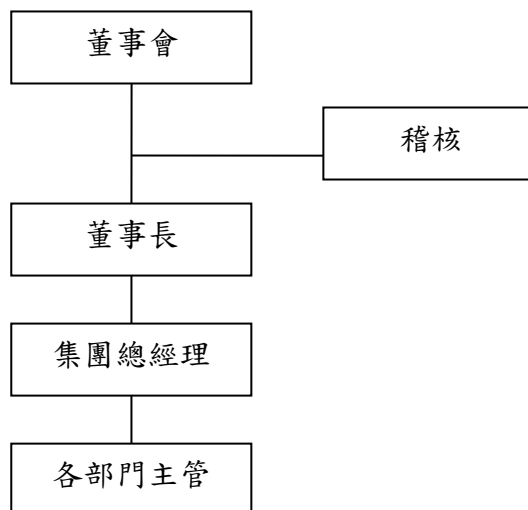 董事會
稽核
董事長
集團總經理
各部門主管